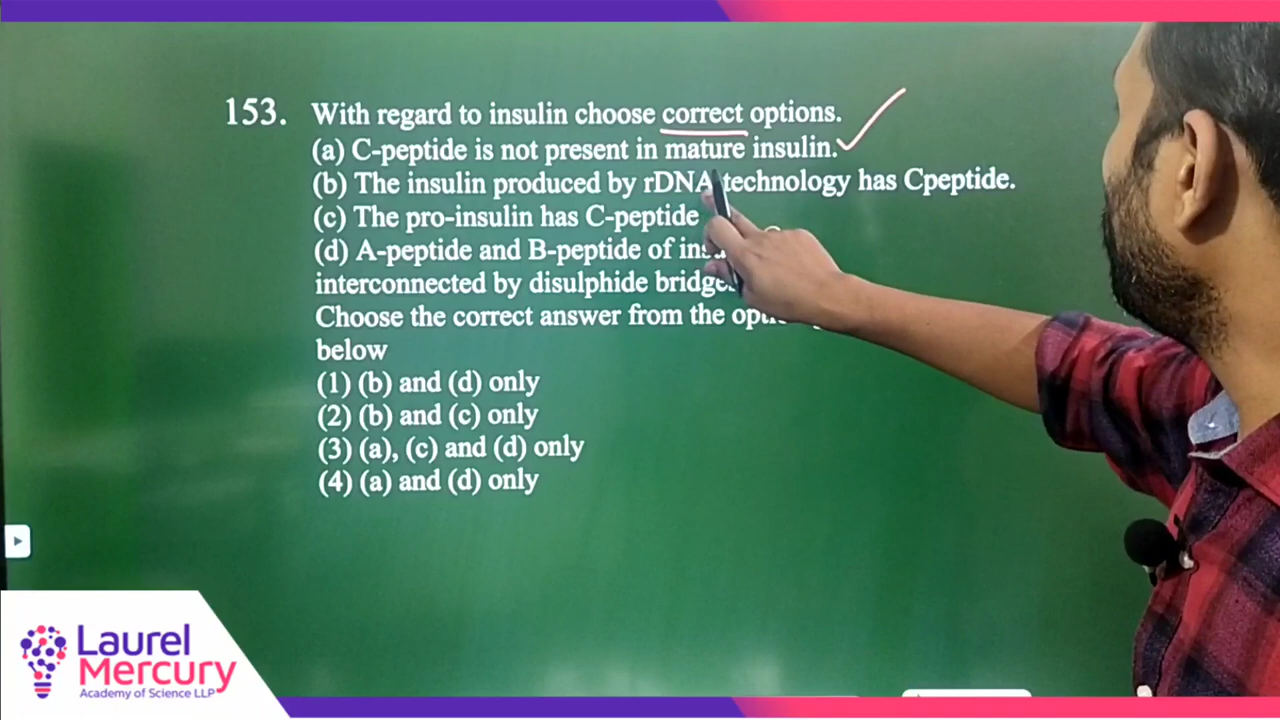 153. With regard to insulin choose correct options.
(a) C-peptide is not present in mature insulin.
(b) The insulin produced by rDNA technology has Cpeptide.
(c) The pro-insulin has C-peptide
(d) A-peptide and B-peptide of
interconnected by disulphide bridges
Choose the correct answer from the
below
(1) (b) and (d) only
(2) (b) and (c) only
(3) (a), (c) and (d) only
(4) (a) and (d) only
Laurel
Mercury
Academy of Science LLP